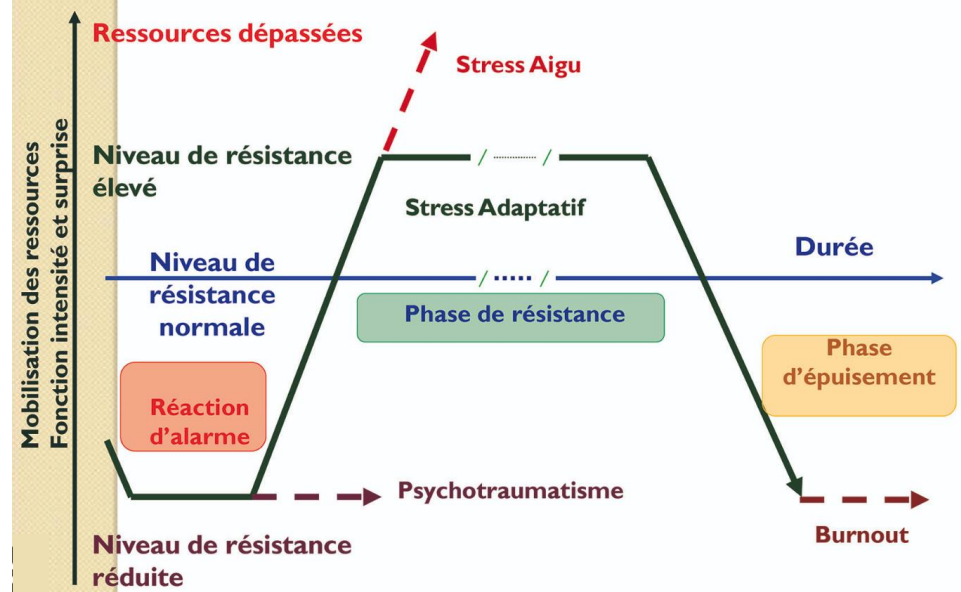 Mobilisation des ressources
Fonction intensité et surprise
Ressources dépassées
Stress Aigu
Niveau de résistance
élevé
Stress Adaptatif
Durée
Niveau de
résistance
normale
Phase de résistance
Phase
d'épuisement
Réaction
d'alarme
Psychotraumatisme
Burnout
Niveau de résistance
réduite